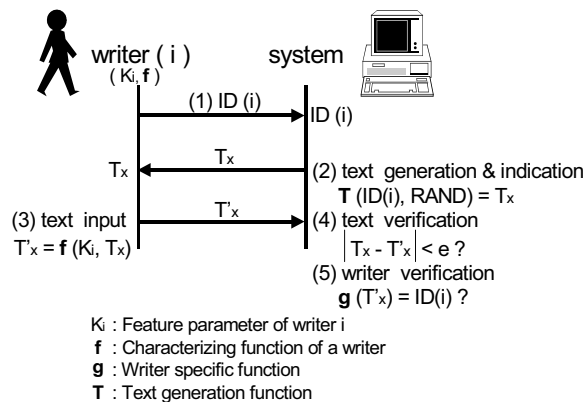 writer ( i ) system
( Ki, f )
(1) ID (i) ID (i)
Tx Tx (2) text generation & indication
T (ID(i), RAND) = Tx
(3) text input T'x (4) text verification
T'x = f (Ki, Tx) |Tx - T'x| < e ?
(5) writer verification
g (T'x) = ID(i) ?
Ki : Feature parameter of writer i
f : Characterizing function of a writer
g : Writer specific function
T : Text generation function